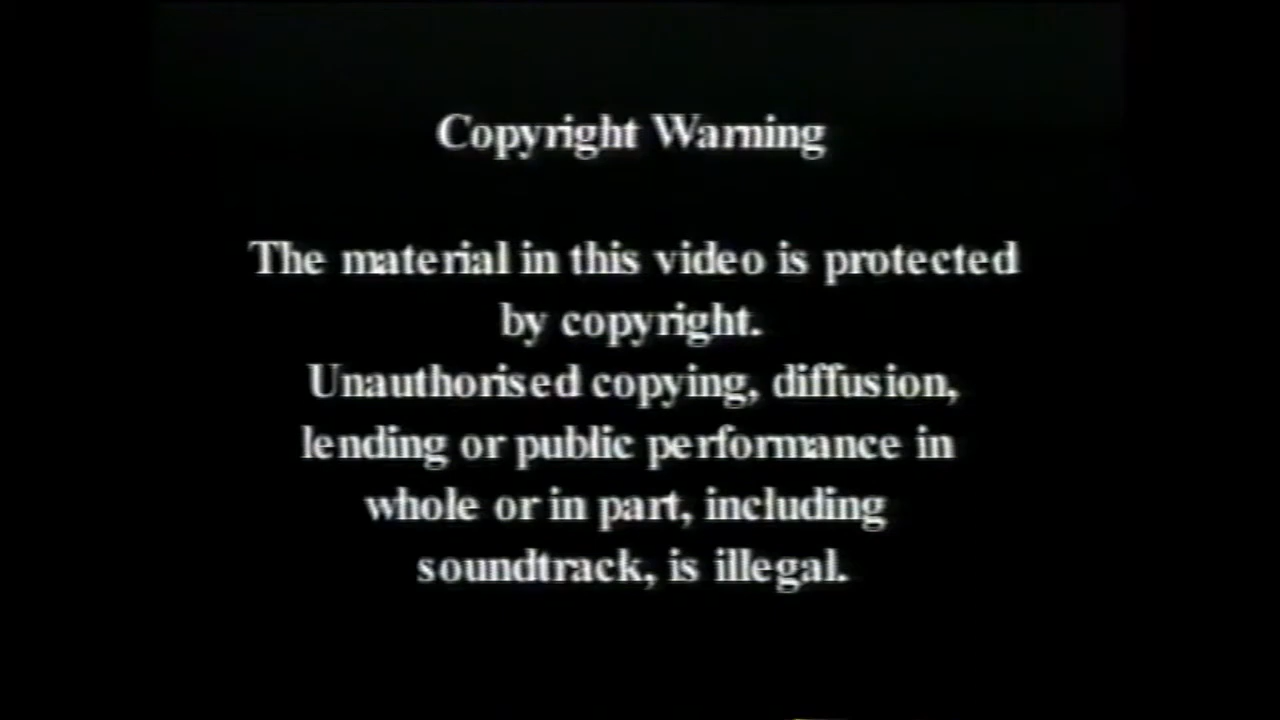 Copyright Warning
The material in this video is protected
by copyright.
Unauthorised copying, diffusion,
lending or public performance in
whole or in part, including
soundtrack, is illegal.